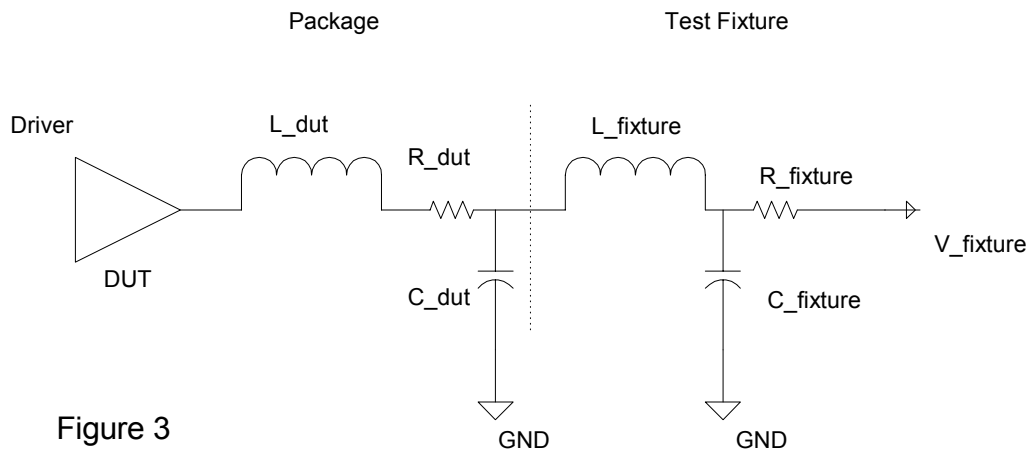 Package
Test Fixture
Driver
L_dut
L_fixture
R_dut
R_fixture
V_fixture
DUT
C_dut
C_fixture
Figure 3
GND
GND